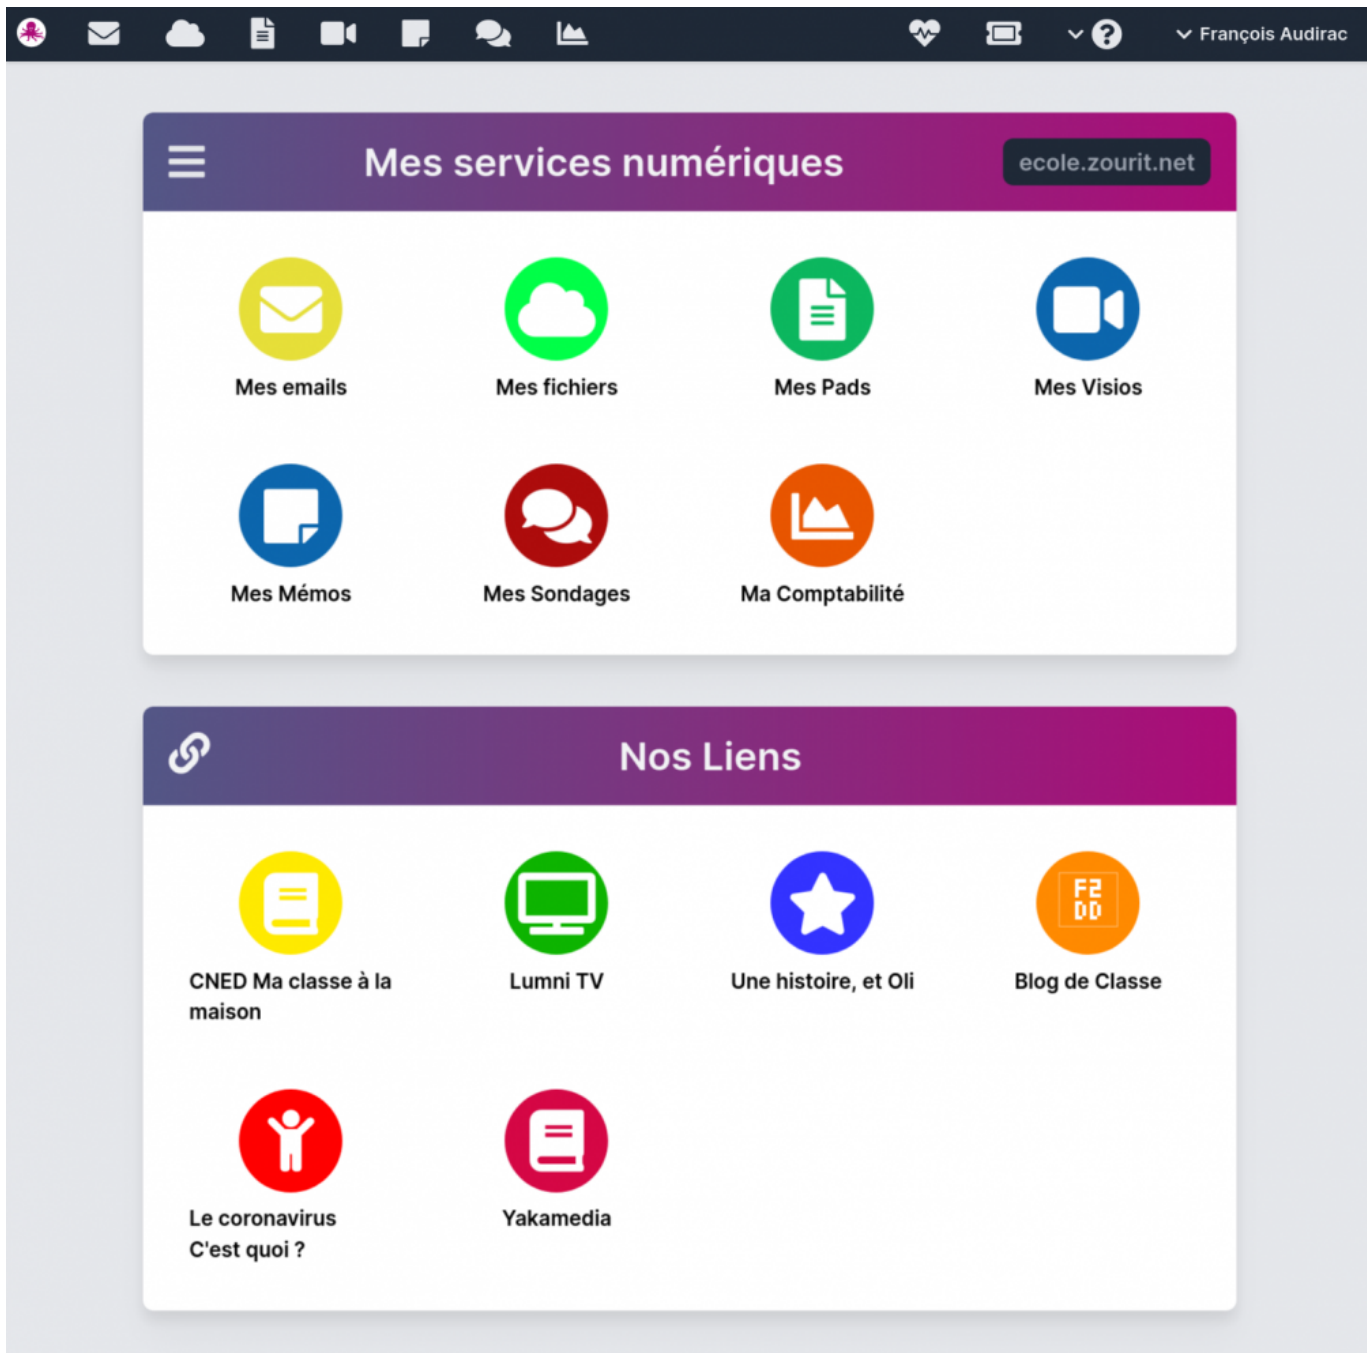 François Audirac
Mes services numériques
ecole.zourit.net
Mes emails
Mes fichiers
Mes Pads
Mes Visios
Mes Mémos
Mes Sondages
Ma Comptabilité
Nos Liens
F2
DD
CNED Ma classe à la
maison
Lumni TV
Une histoire, et Oli
Blog de Classe
Le coronavirus
C'est quoi ?
Yakamedia